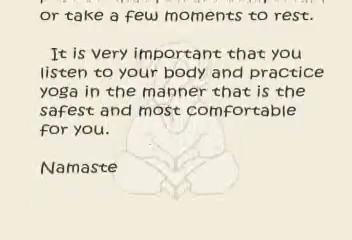 or take a few moments to rest.
It is very important that you
listen to your body and practice
yoga in the manner that is the
safest and most comfortable
for you.
Namaste